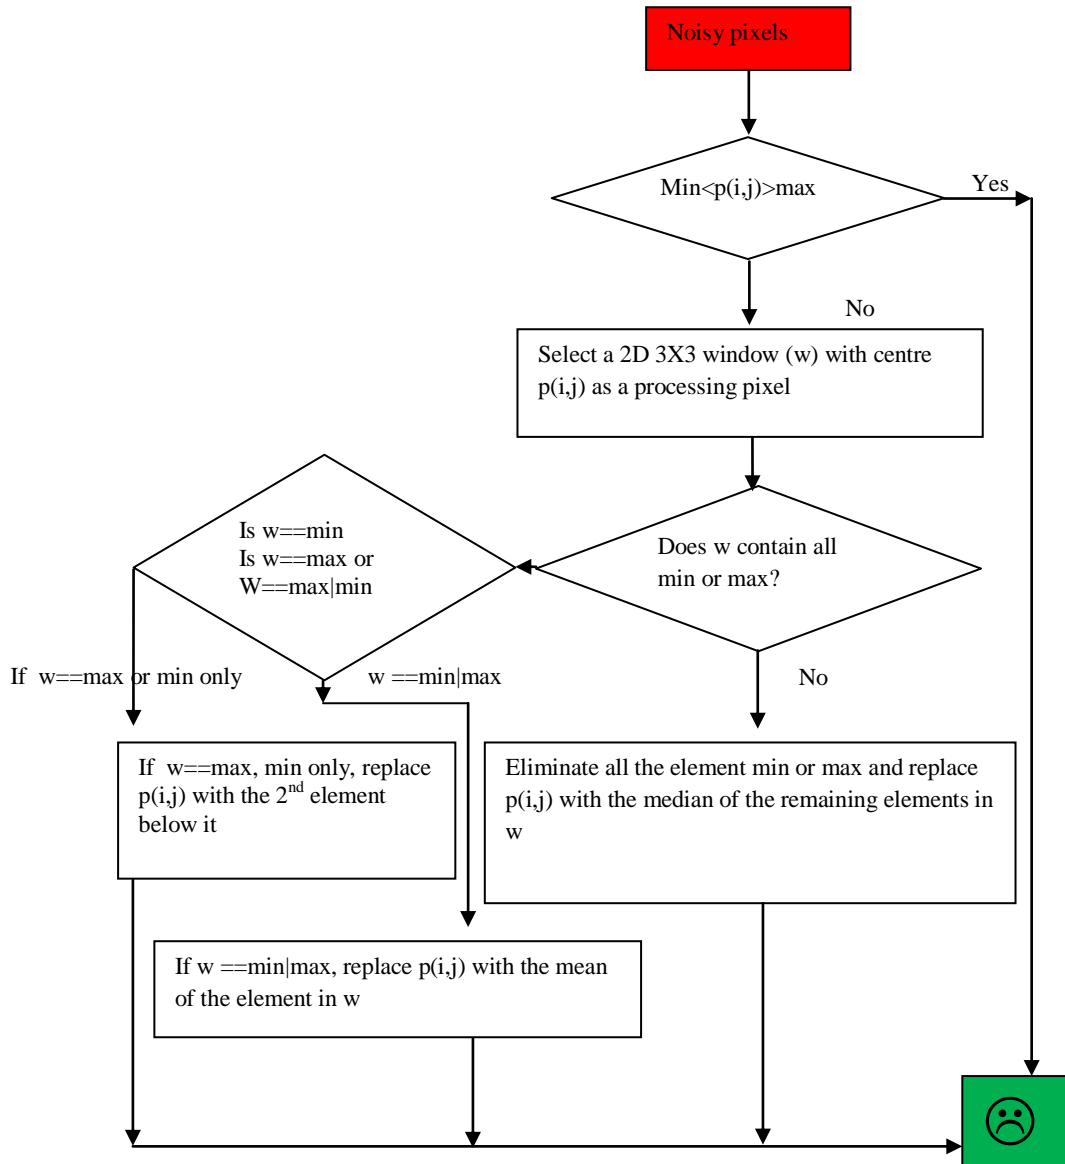 Noisy pixels
Min<p(i,j)>max
Yes
No
Select a 2D 3X3 window (w) with centre
p(i,j) as a processing pixel
Is w==min
Is w==max or
W==max|min
Does w contain all
min or max?
If  w==max or min only
w ==min|max
No
If  w==max, min only, replace
p(i,j) with the 2nd element
below it
Eliminate all the element min or max and replace
p(i,j) with the median of the remaining elements in
w
If w ==min|max, replace p(i,j) with the mean
of the element in w